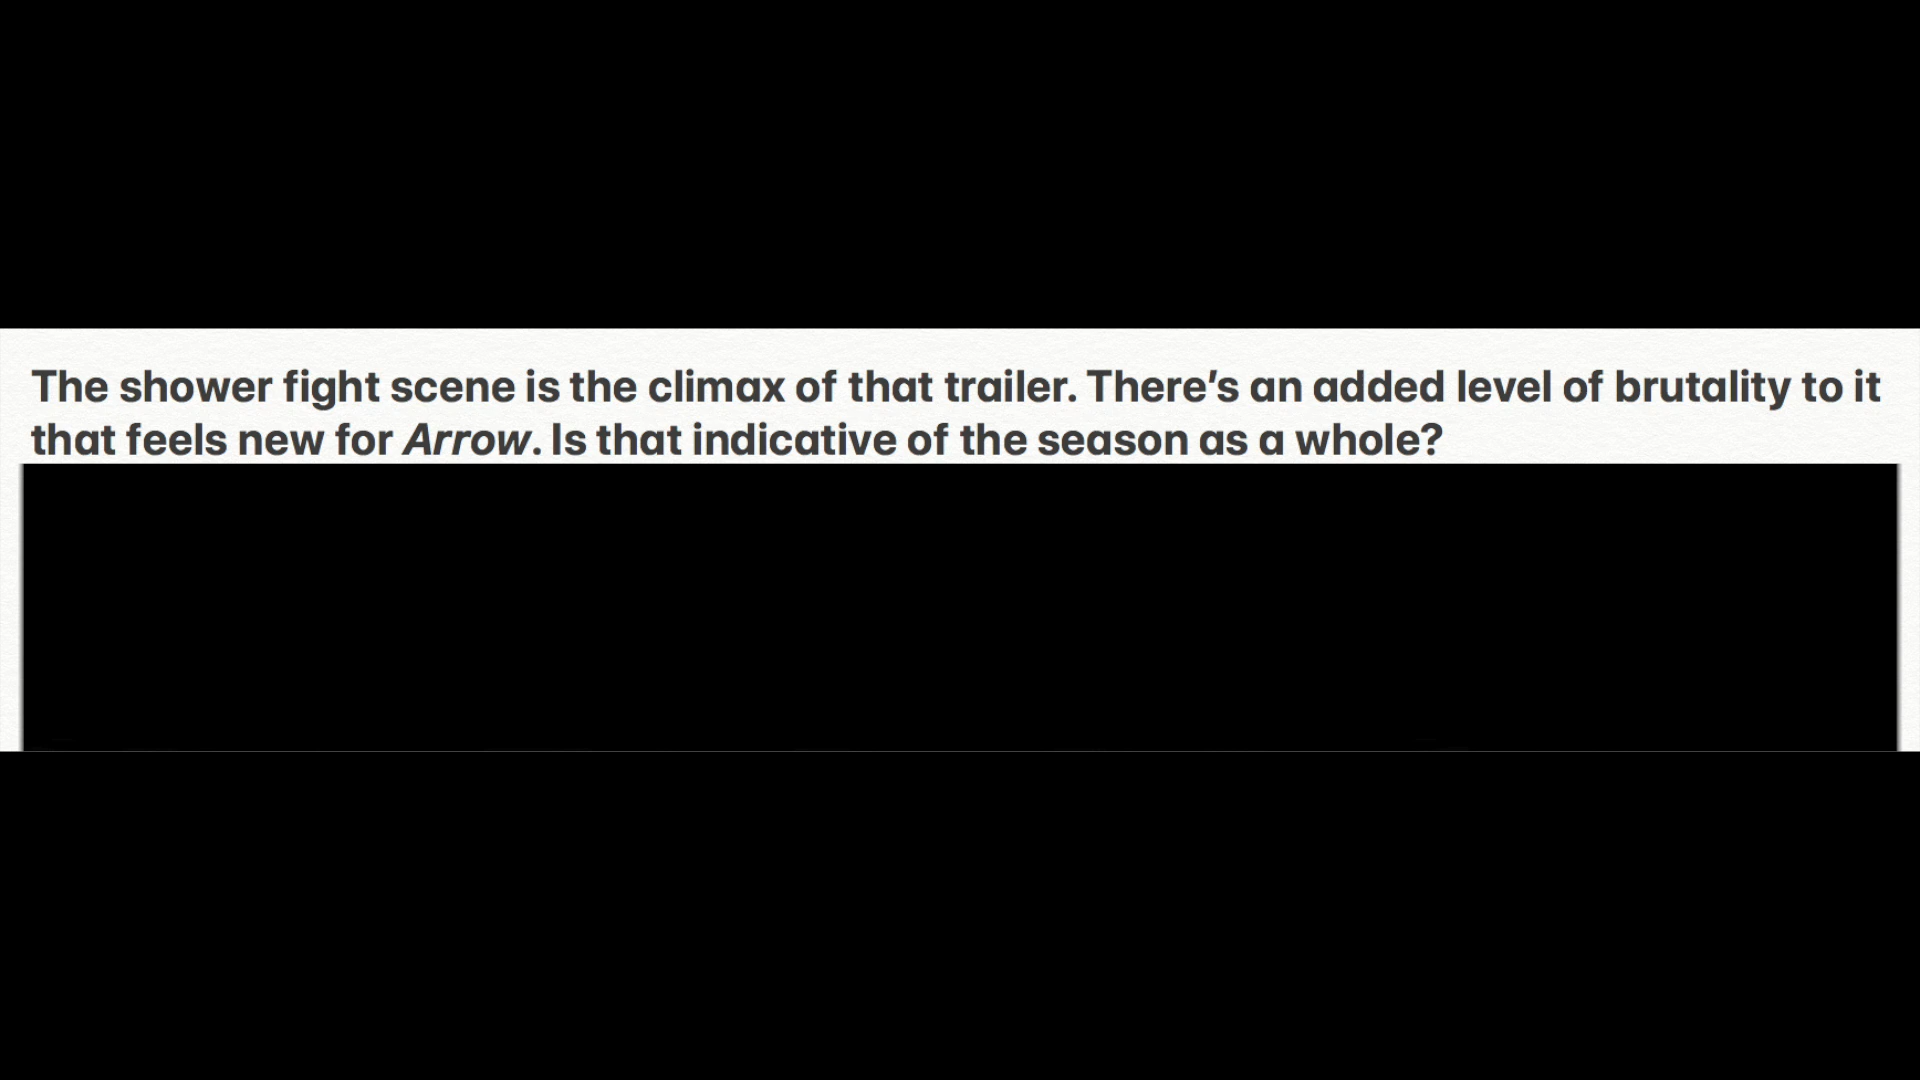 The shower fight scene is the climax of that trailer. There’s an added level of brutality to it
that feels new for Arrow. Is that indicative of the season as a whole?